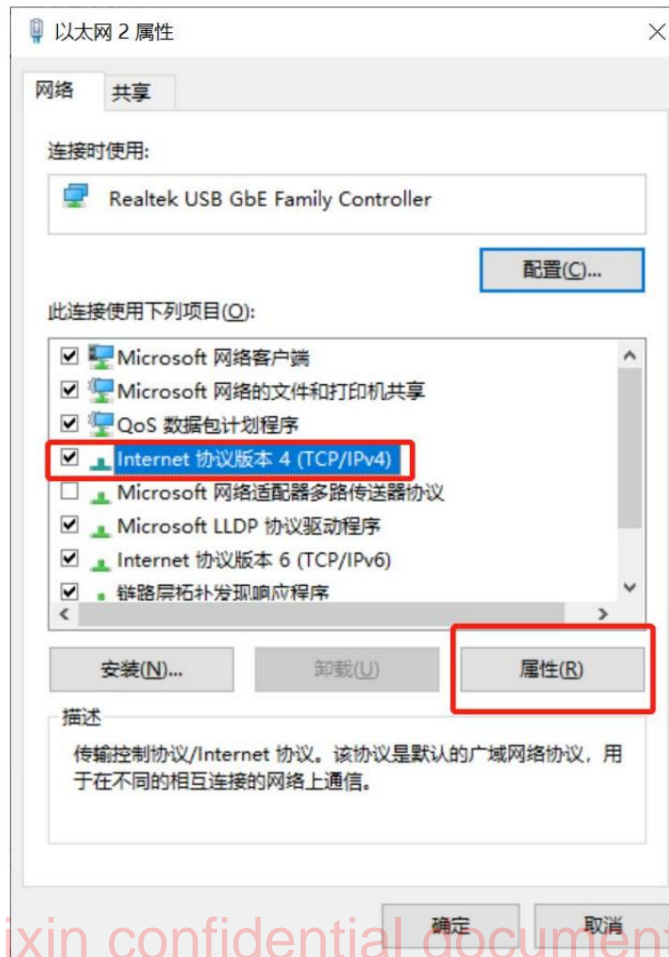 以太网 2 属性
网络
共享
连接时使用:
Realtek USB GbE Family Controller
配置(C)...
此连接使用下列项目(O):
Microsoft 网络客户端
Microsoft 网络的文件和打印机共享
QoS 数据包计划程序
Internet 协议版本 4 (TCP/IPv4)
Microsoft 网络适配器多路传送器协议
Microsoft LLDP 协议驱动程序
Internet 协议版本 6 (TCP/IPv6)
链路层拓扑发现响应程序
安装(N)...
卸载(U)
属性(R)
描述
传输控制协议/Internet 协议。该协议是默认的广域网络协议，用
于在不同的相互连接的网络上通信。
确定
取消
ixin confidential document